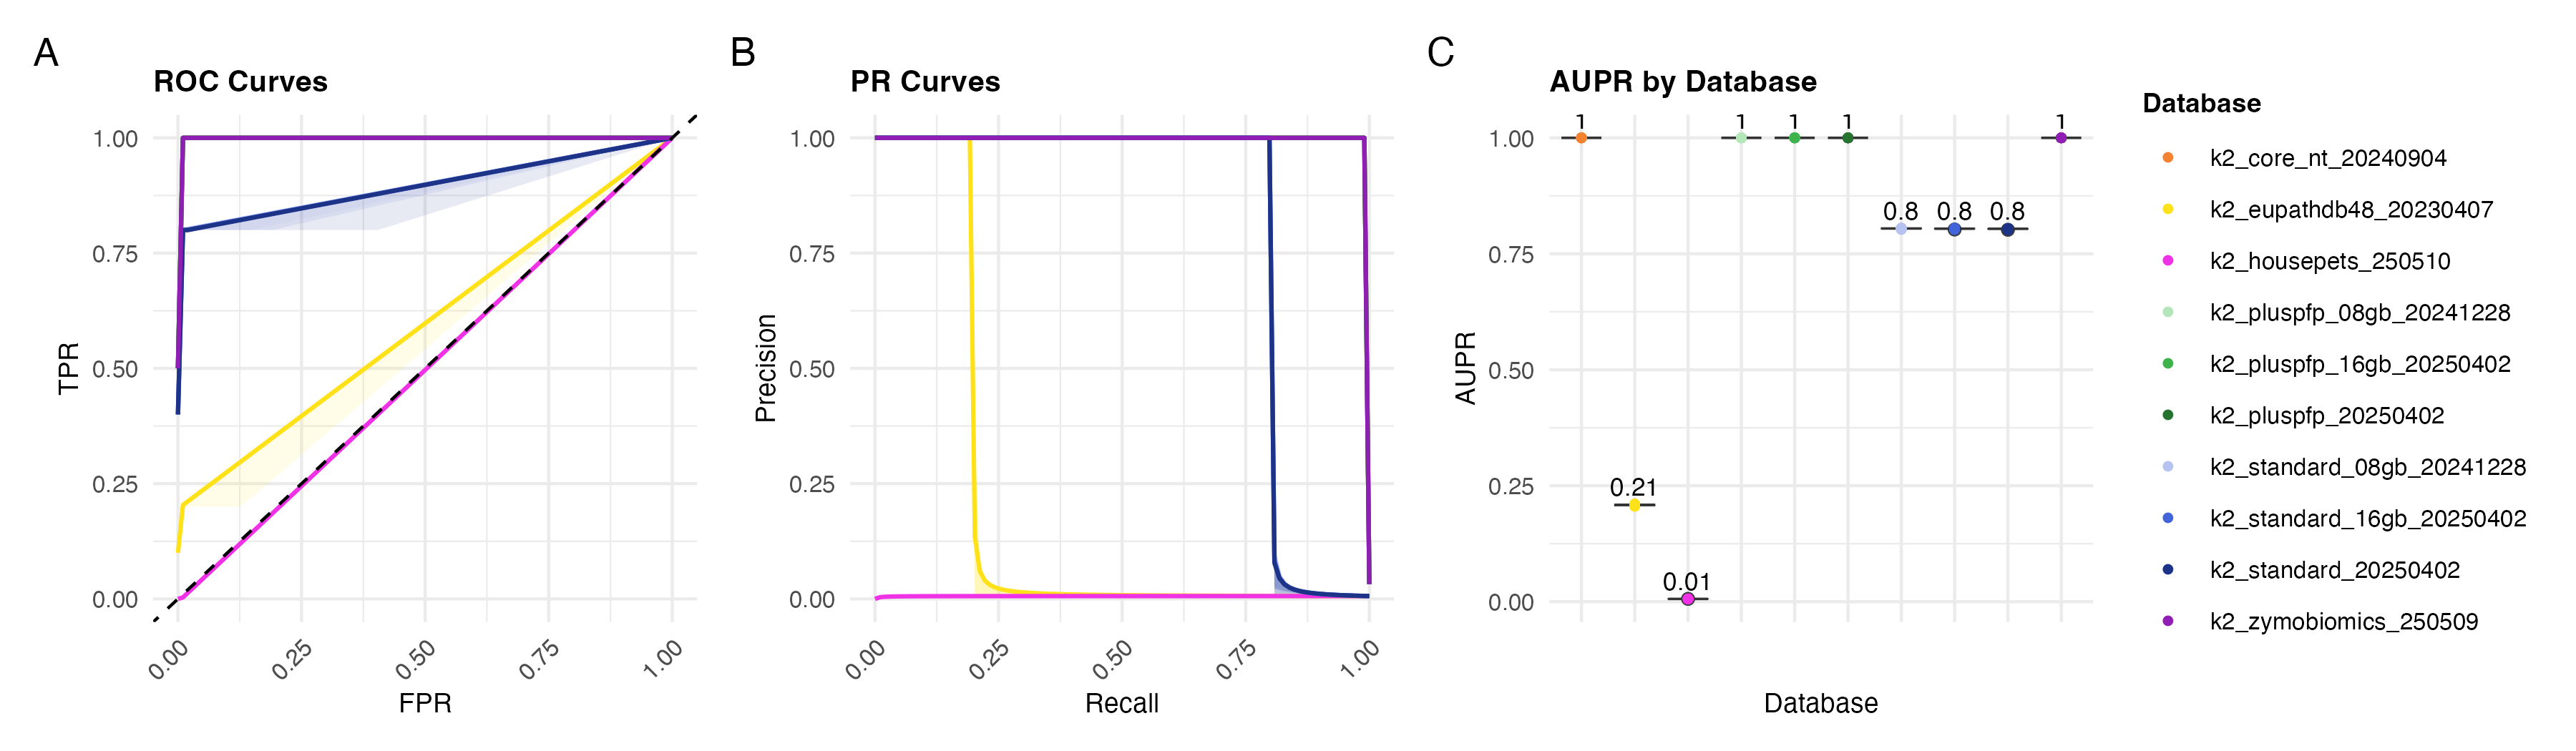 A
ROC Curves
1.00
0.75
0.50
0.25
0.00
TPR
0.00
0.25
0.50
0.75
1.00
FPR
B
PR Curves
1.00
0.75
0.50
0.25
0.00
Precision
0.00
0.25
0.50
0.75
1.00
Recall
C
AUPR by Database
1 1 1 1 1
0.8 0.8 0.8
0.21
0.01
1.00
0.75
0.50
0.25
0.00
AUPR
Database
Database
k2_core_nt_20240904
k2_eupathdb48_20230407
k2_housepets_250510
k2_pluspfp_08gb_20241228
k2_pluspfp_16gb_20250402
k2_pluspfp_20250402
k2_standard_08gb_20241228
k2_standard_16gb_20250402
k2_standard_20250402
k2_zymobiomics_250509